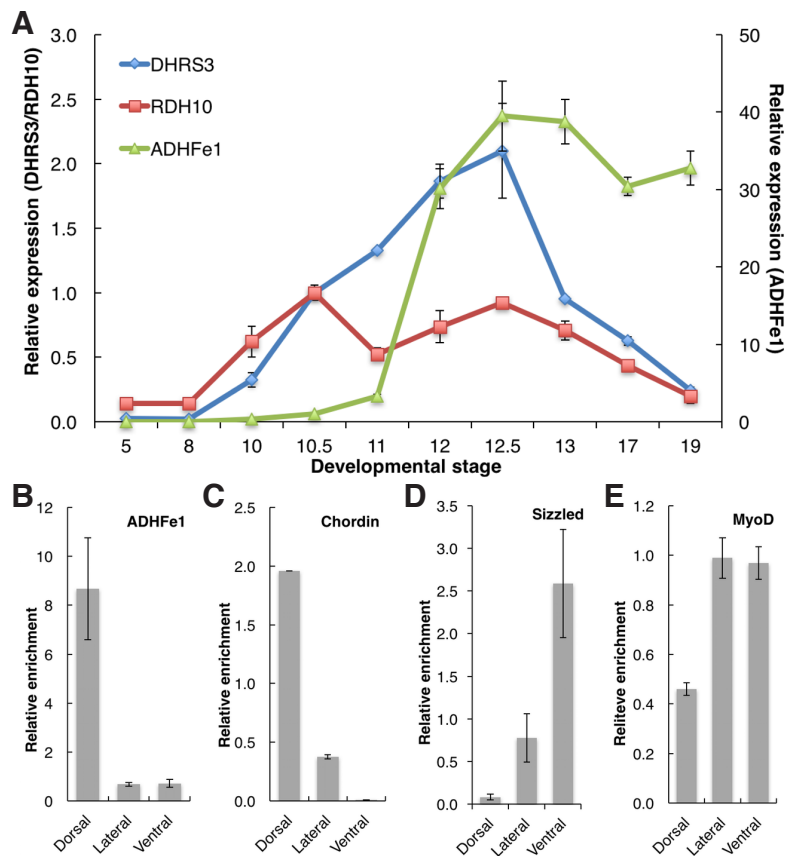 A
Relative expression (DHRS3/RDH10)
3.0
2.5
2.0
1.5
1.0
0.5
0.0
DHRS3
RDH10
ADHFe1
50
40
30
20
10
0
Relative expression (ADHFe1)
5 8 10 10.5 11 12 12.5 13 17 19
Developmental stage
B
ADHFe1
Relative enrichment
12
10
8
6
4
2
0
Dorsal Lateral Ventral
C
Chordin
Relative enrichment
2.5
2.0
1.5
1.0
0.5
0.0
Dorsal Lateral Ventral
D
Sizzled
Relative enrichment
3.5
3.0
2.5
2.0
1.5
1.0
0.5
0.0
Dorsal Lateral Ventral
E
MyoD
Reliteve enrichment
1.2
1.0
0.8
0.6
0.4
0.2
0.0
Dorsal Lateral Ventral